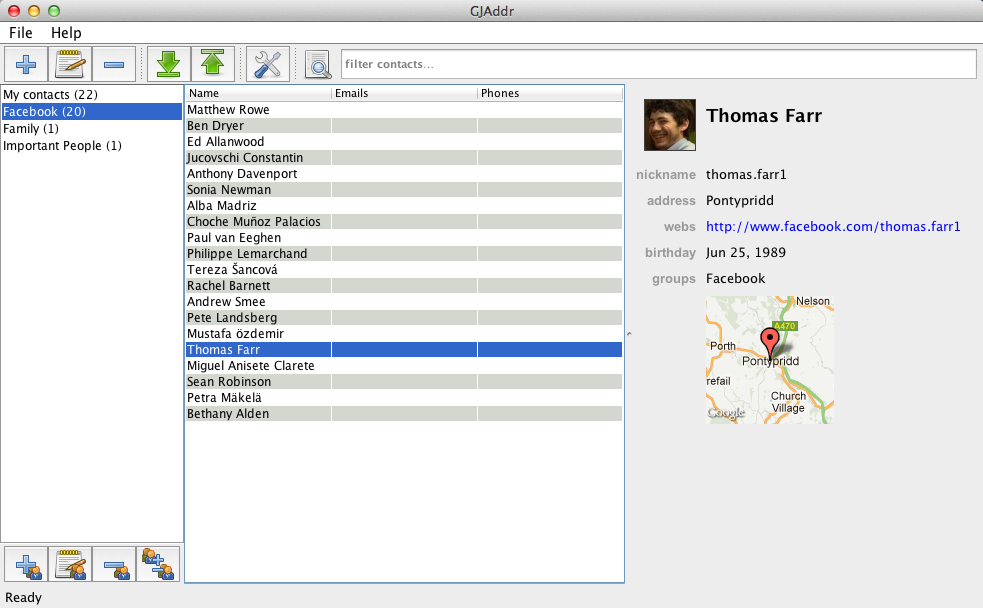 GJAddr
File Help
filter contacts...
My contacts (22)
Facebook (20)
Family (1)
Important People (1)
Name Emails Phones
Matthew Rowe
Ben Dryer
Ed Allanwood
Jucovschi Constantin
Anthony Davenport
Sonia Newman
Alba Madriz
Choche Muñoz Palacios
Paul van Eeghen
Philippe Lemarchand
Tereza Šancová
Rachel Barnett
Andrew Smee
Pete Landsberg
Mustafa özdemir
Thomas Farr
Miguel Anisete Clarete
Sean Robinson
Petra Mäkelä
Bethany Alden
Thomas Farr
nickname thomas.farr1
address Pontypridd
webs http://www.facebook.com/thomas.farr1
birthday Jun 25, 1989
groups Facebook
Nelson
A470
Porth
Pontypridd
refail
Church
Village
Google
Ready